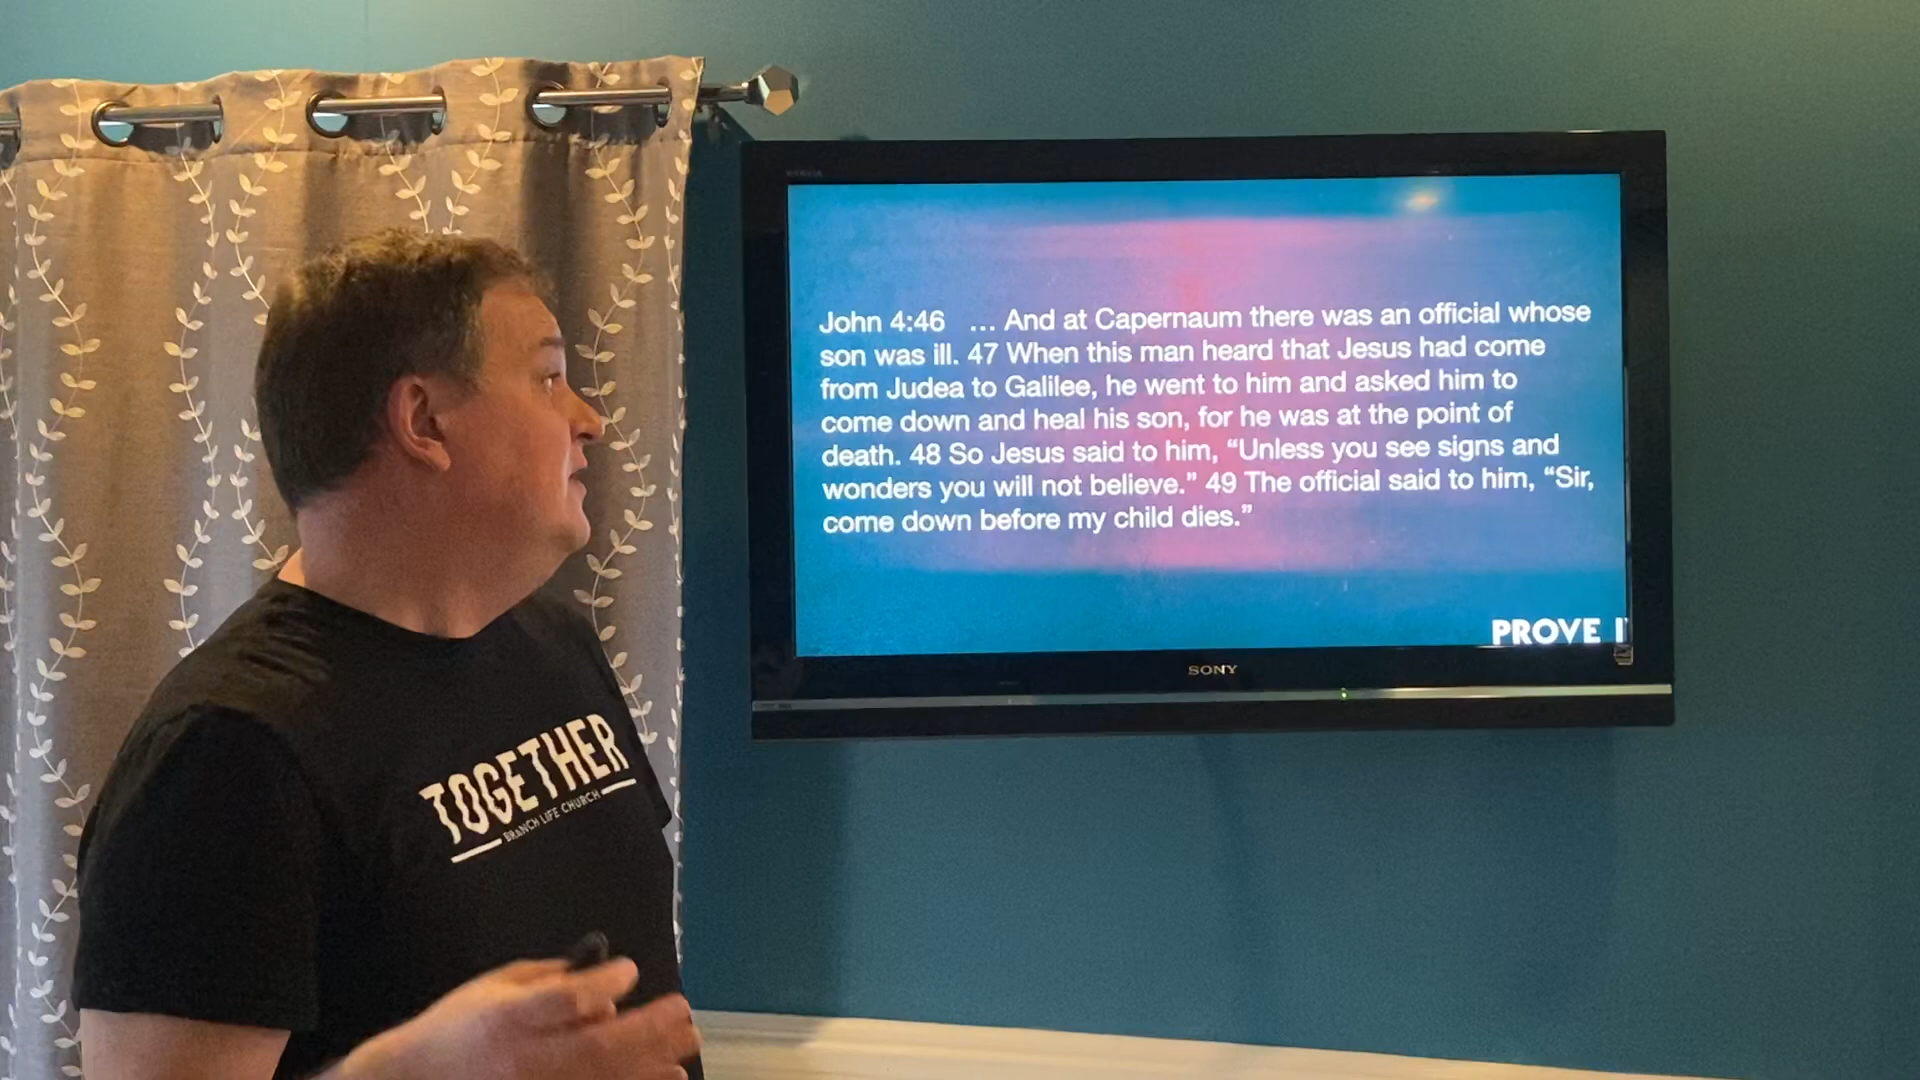 John 4:46 … And at Capernaum there was an official whose
son was ill. 47 When this man heard that Jesus had come
from Judea to Galilee, he went to him and asked him to
come down and heal his son, for he was at the point of
death. 48 So Jesus said to him, “Unless you see signs and
wonders you will not believe.” 49 The official said to him, “Sir,
come down before my child dies.”
PROVE I
SONY
TOGETHER
BRANCH LIFE CHURCH